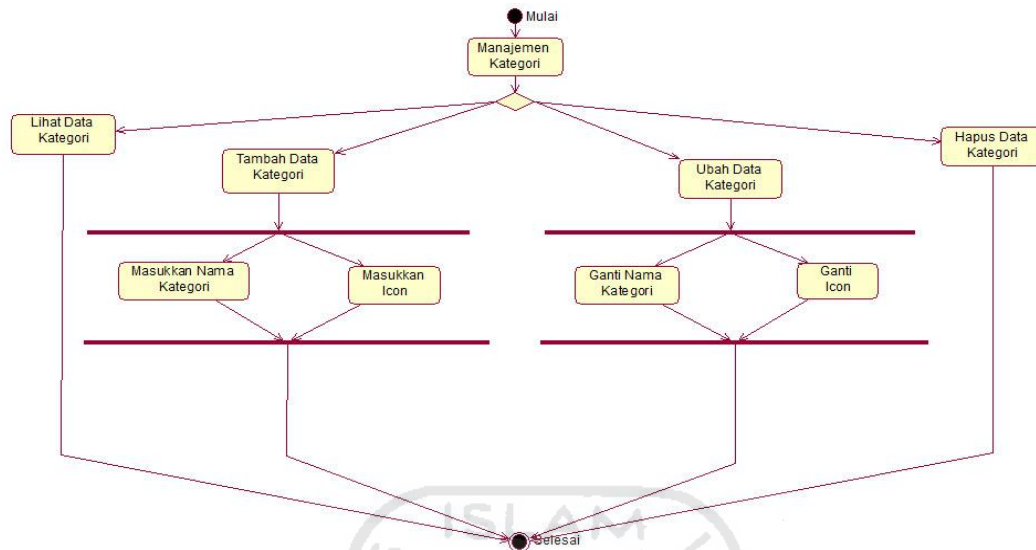 Mulai
Manajemen
Kategori
Lihat Data
Kategori
Tambah Data
Kategori
Ubah Data
Kategori
Hapus Data
Kategori
Masukkan Nama
Kategori
Masukkan
Icon
Ganti Nama
Kategori
Ganti
Icon
ISLAM
Selesai